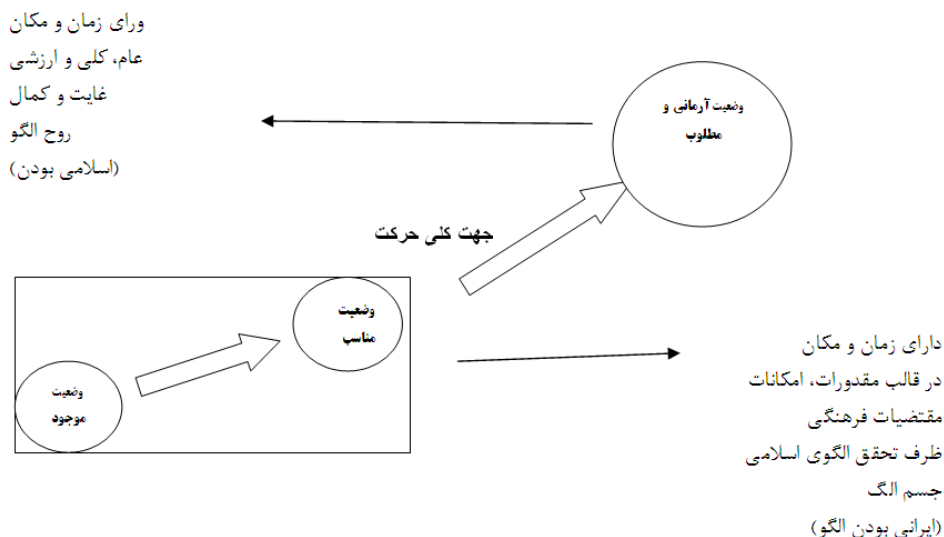 ورای زمان و مکان
عام، کلی و ارزشی
غایت و کمال
روح الگو
(اسلامی بودن)
وضعیت آرمانی و
مطلوب
جهت کلی حرکت
وضعیت
مناسب
وضعیت
موجود
دارای زمان و مکان
در قالب مقدورات، امکانات
مقتضیات فرهنگی
ظرف تحقق الگوی اسلامی
جسم الگ
(ایرانی بودن الگو)